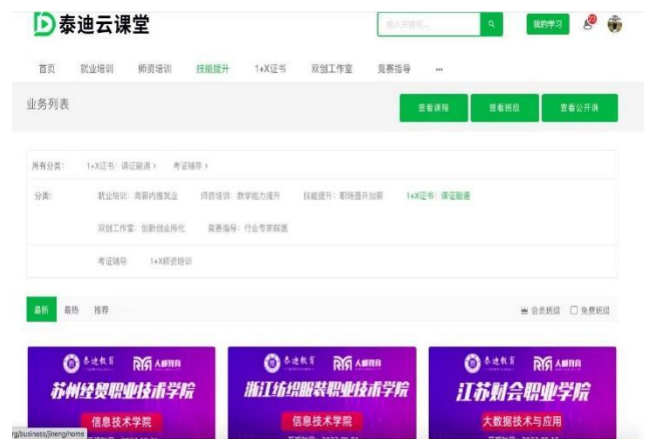 泰迪云课堂
我的学习
首页 就业培训 师资培训 技能提升 1+X证书 双创工作室 竞赛指导 ...
业务列表
查看课程 查看班级 查看公开课
所有分类: 1+X证书: 课证融通 > 考证辅导 >
分类: 就业培训: 高薪内推就业 师资培训: 教学能力提升 技能提升: 职场晋升加薪 1+X证书: 课证融通
双创工作室: 创新创业孵化 竞赛指导: 行业专家解惑
考证辅导 1+X师资培训
最新 最热 推荐 会员班级 免费班级
泰迪教育 人邮教育 泰迪教育 人邮教育 泰迪教育 人邮教育
苏州经贸职业技术学院 浙江纺织服装职业技术学院 江苏财会职业学院
信息技术学院 信息技术学院 大数据技术与应用